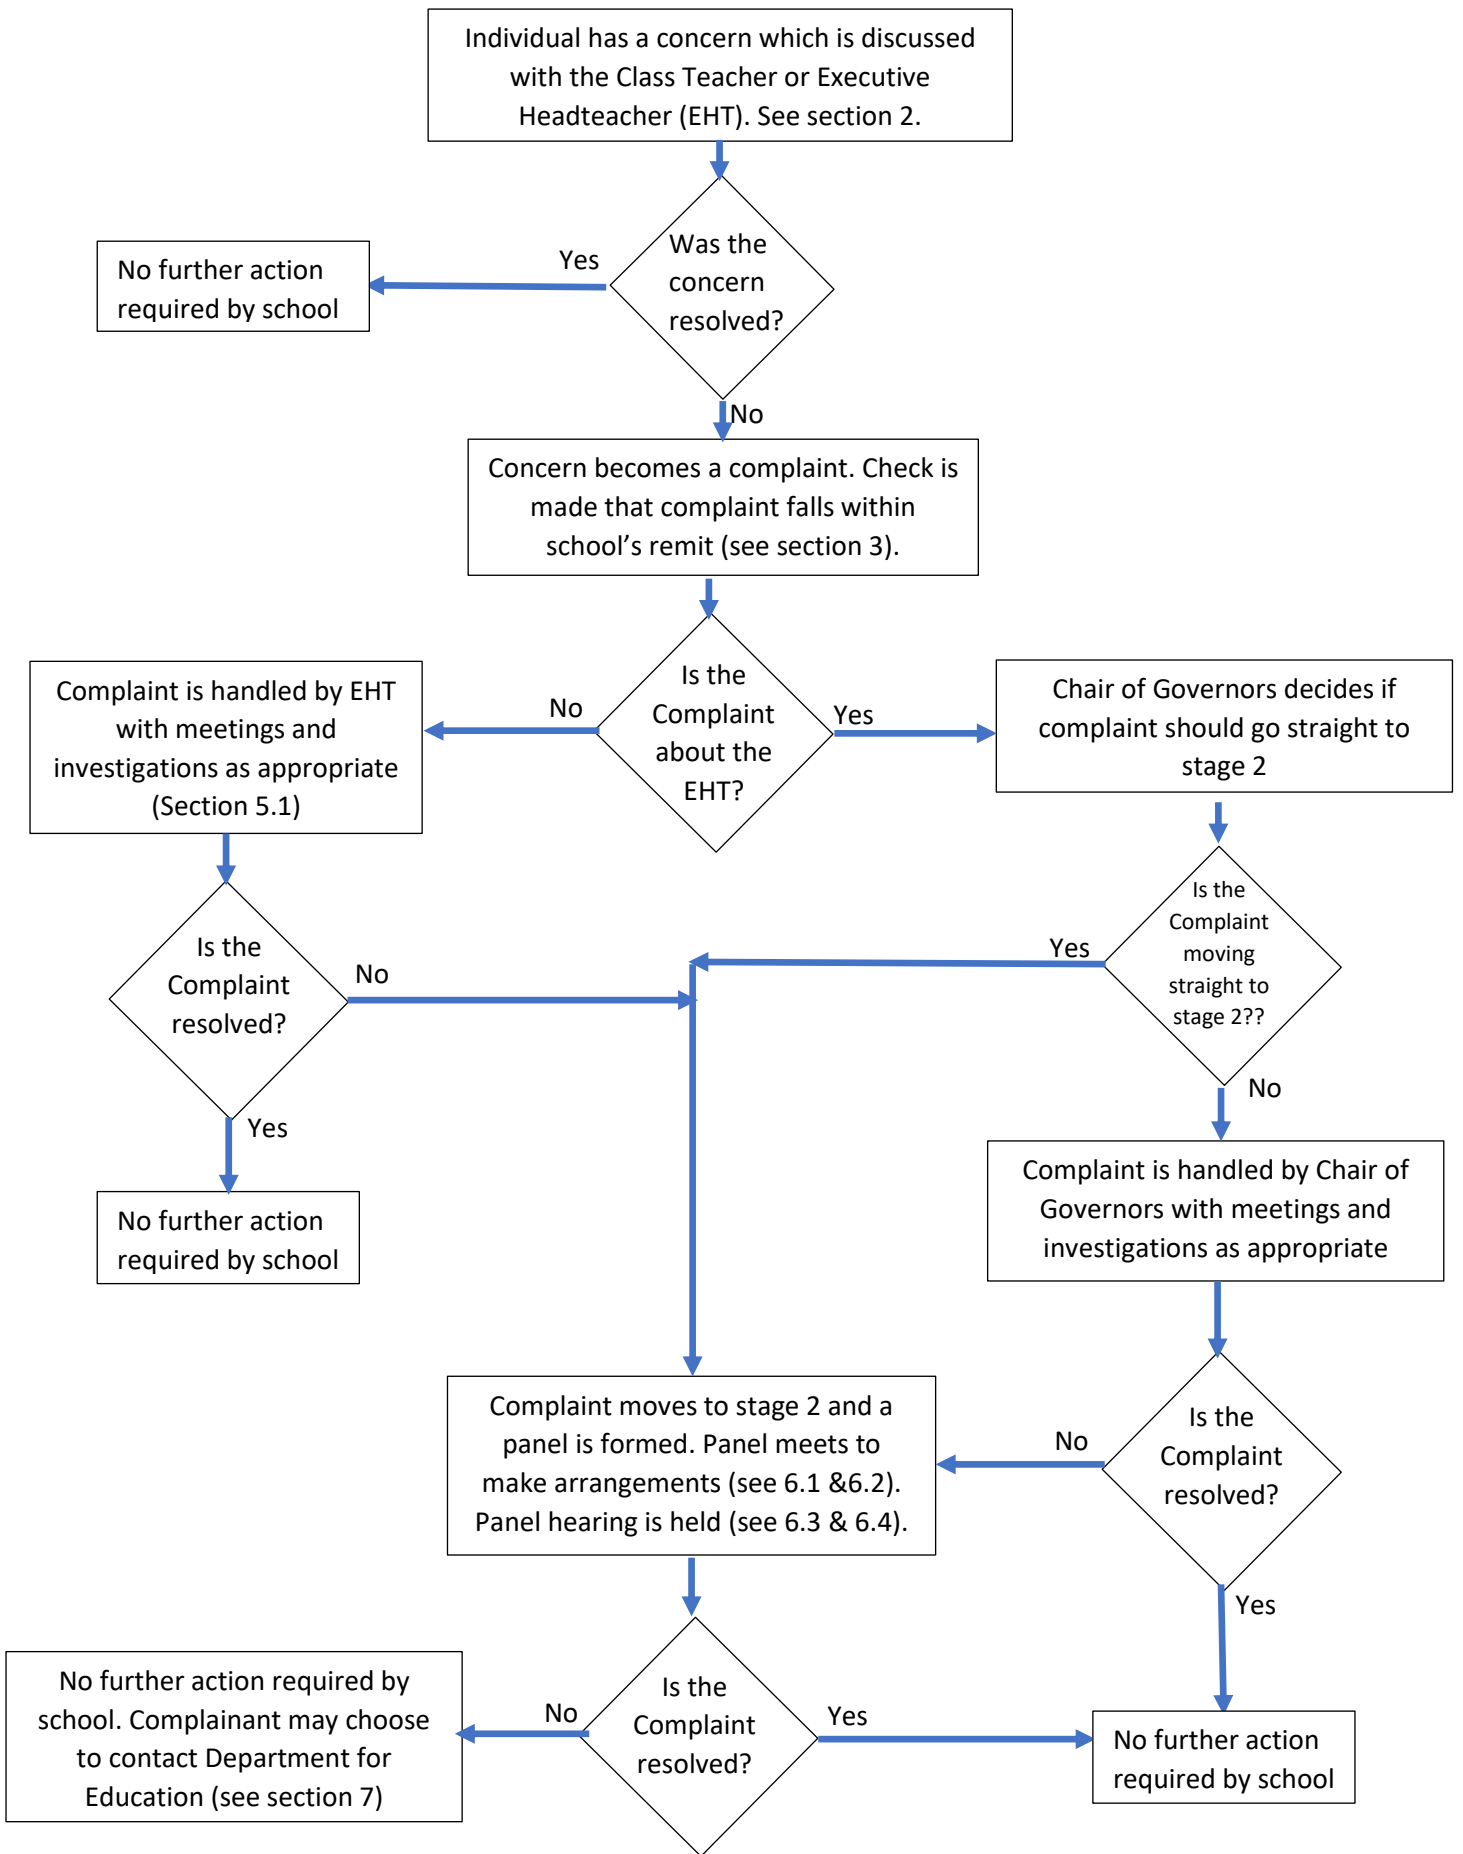 Individual has a concern which is discussed
with the Class Teacher or Executive
Headteacher (EHT). See section 2.
Was the
concern
resolved?
Yes
No further action
required by school
No
Concern becomes a complaint. Check is
made that complaint falls within
school’s remit (see section 3).
Is the
Complaint
about the
EHT?
No
Yes
Complaint is handled by EHT
with meetings and
investigations as appropriate
(Section 5.1)
Chair of Governors decides if
complaint should go straight to
stage 2
Is the
Complaint
resolved?
No
Yes
No further action
required by school
Is the
Complaint
moving
straight to
stage 2??
Yes
No
Complaint is handled by Chair of
Governors with meetings and
investigations as appropriate
Is the
Complaint
resolved?
No
Yes
Complaint moves to stage 2 and a
panel is formed. Panel meets to
make arrangements (see 6.1 &6.2).
Panel hearing is held (see 6.3 & 6.4).
Is the
Complaint
resolved?
No
Yes
No further action required by
school. Complainant may choose
to contact Department for
Education (see section 7)
No further action
required by school